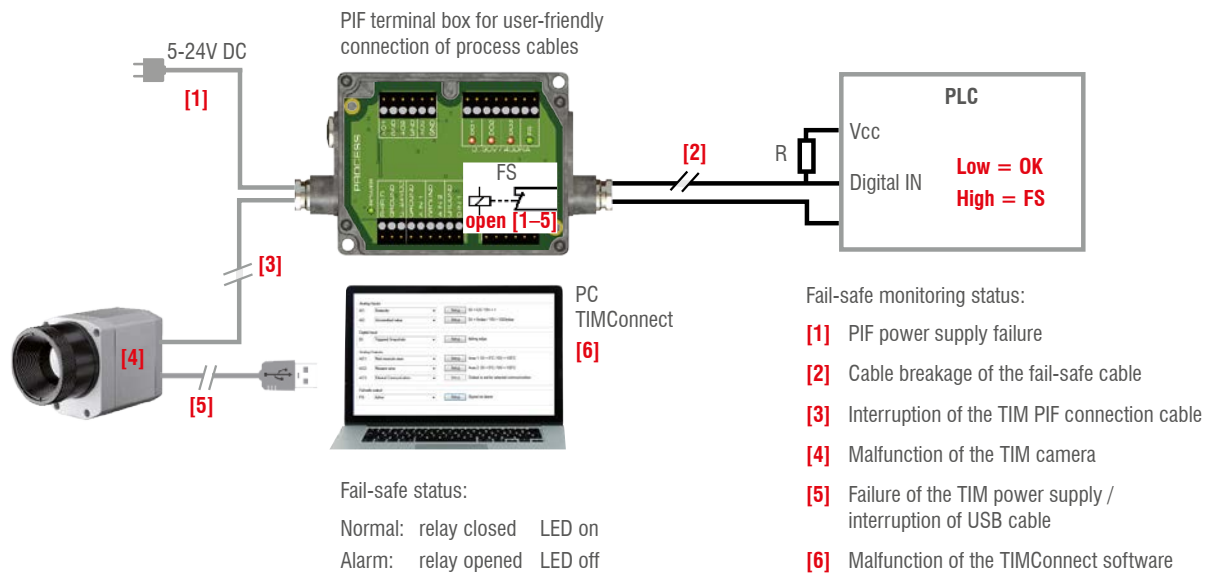 PIF terminal box for user-friendly
connection of process cables
5-24V DC
[1]
PROCESS
FS
open [1–5]
[2]
R
PLC
Vcc
Digital IN
Low = OK
High = FS
[3]
[4]
[5]
PC
TIMConnect
[6]
Fail-safe status:
Normal: relay closed LED on
Alarm: relay opened LED off
Fail-safe monitoring status:
[1] PIF power supply failure
[2] Cable breakage of the fail-safe cable
[3] Interruption of the TIM PIF connection cable
[4] Malfunction of the TIM camera
[5] Failure of the TIM power supply /
interruption of USB cable
[6] Malfunction of the TIMConnect software